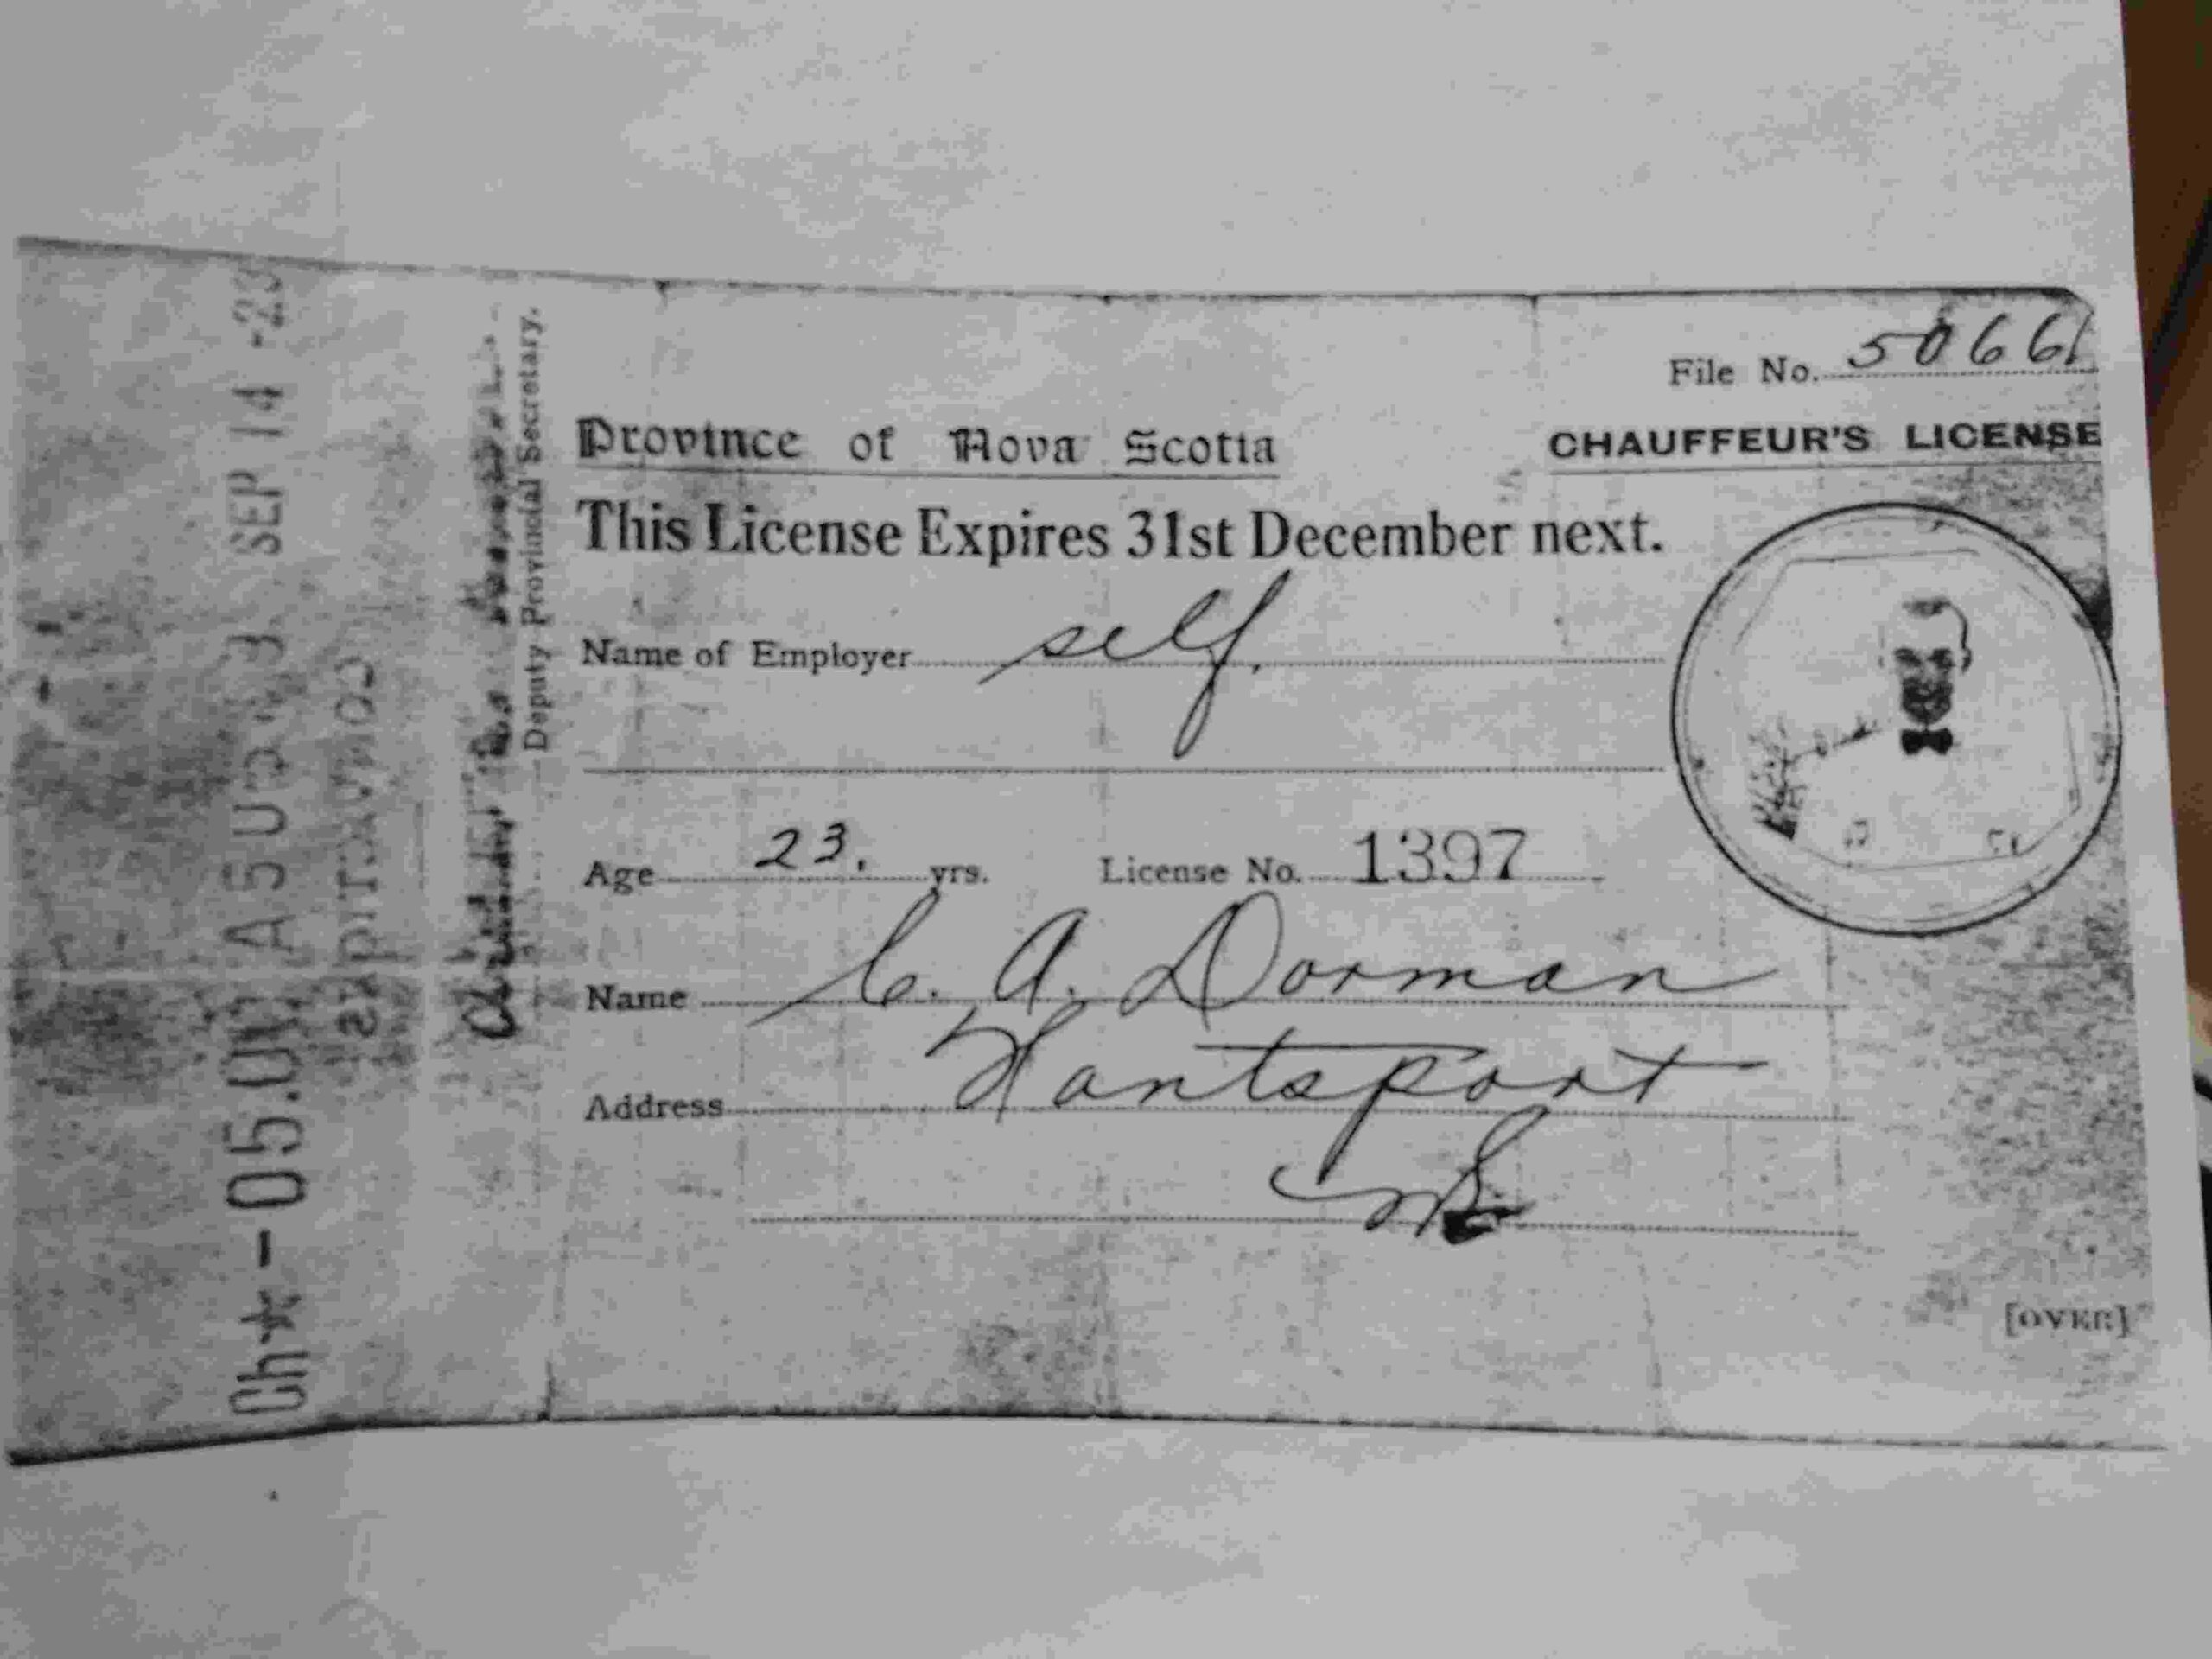 File No. 50661
Province of Nova Scotia
CHAUFFEUR'S LICENSE
This License Expires 31st December next.
Name of Employer self.
Age 23. yrs. License No. 1397
Name C. A. Dorman
Address Hantsport
NS
[OVER]
Deputy Provincial Secretary.
Ch★-05.00 SEP 14 -23